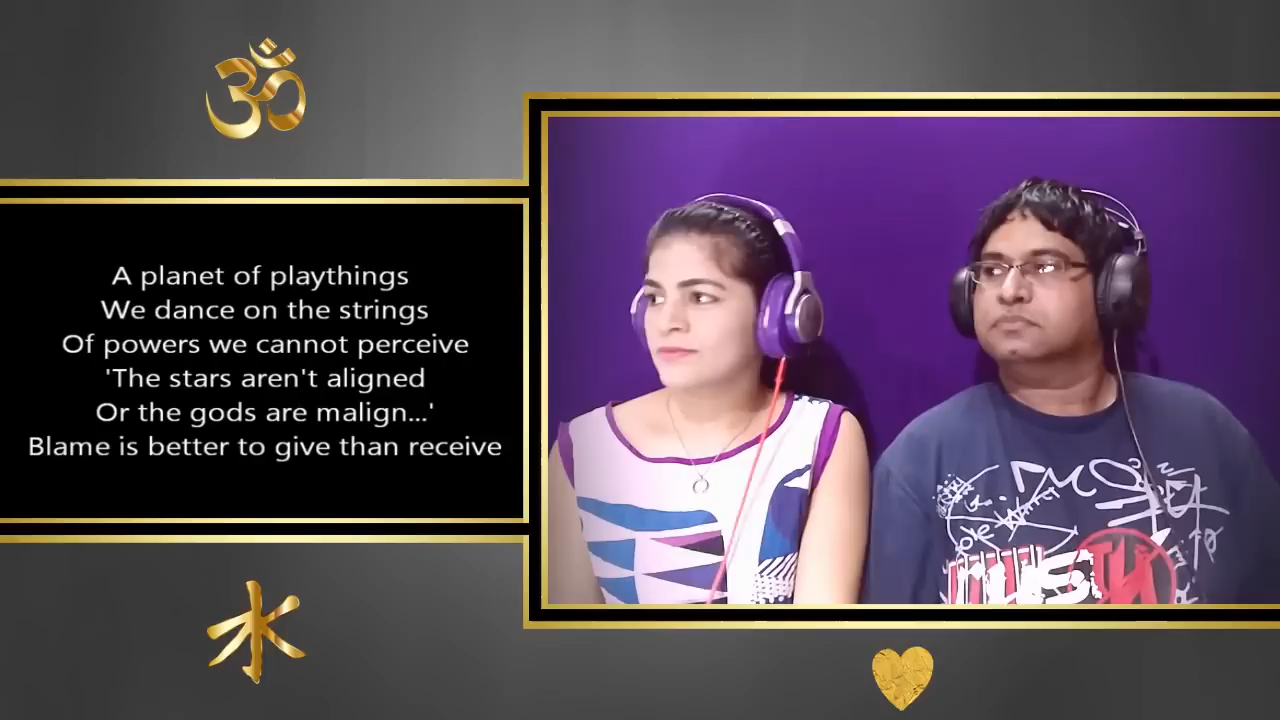 ॐ
A planet of playthings
We dance on the strings
Of powers we cannot perceive
'The stars aren't aligned
Or the gods are malign...'
Blame is better to give than receive
水